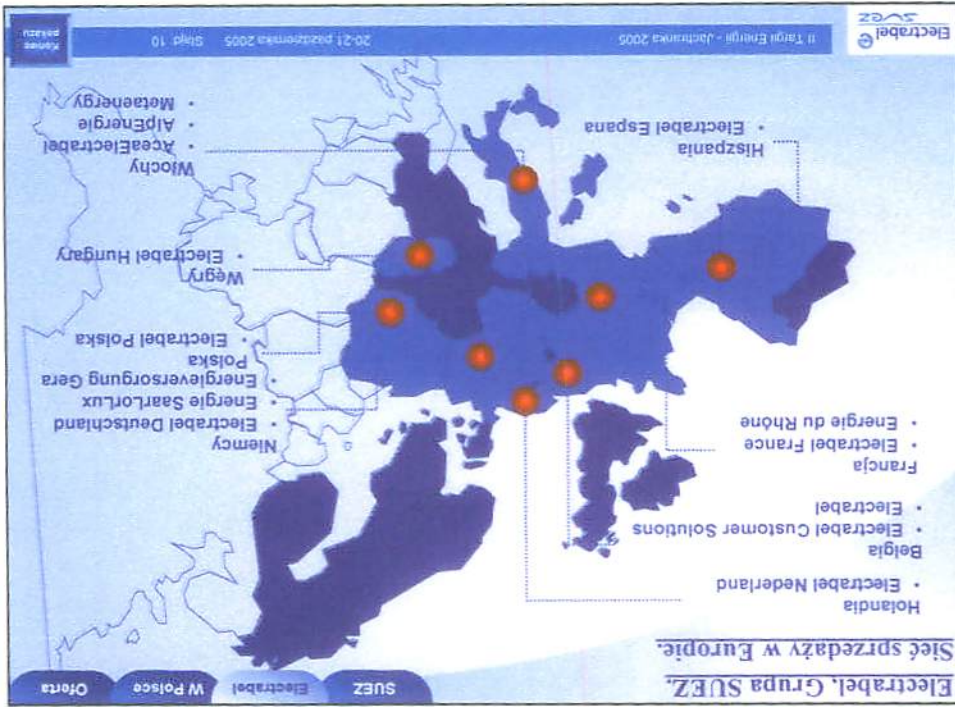 SUEZ
Electrabel
W Polsce
Oferta
Electrabel. Grupa SUEZ.
Sieć sprzedaży w Europie.
Holandia
• Electrabel Nederland
Belgia
• Electrabel Customer Solutions
• Electrabel
Francja
• Electrabel France
• Energie du Rhône
Niemcy
• Electrabel Deutschland
• Energie SaarLorLux
• Energieversorgung Gera
Polska
• Electrabel Polska
Węgry
• Electrabel Hungary
Hiszpania
• Electrabel Espana
Włochy
• AceaElectrabel
• AlpEnergie
• Metaenergy
Electrabel
SUEZ
II Targi Energii - Jachranka 2005
20-21 października 2005
Slajd 10
Koniec
pokazu